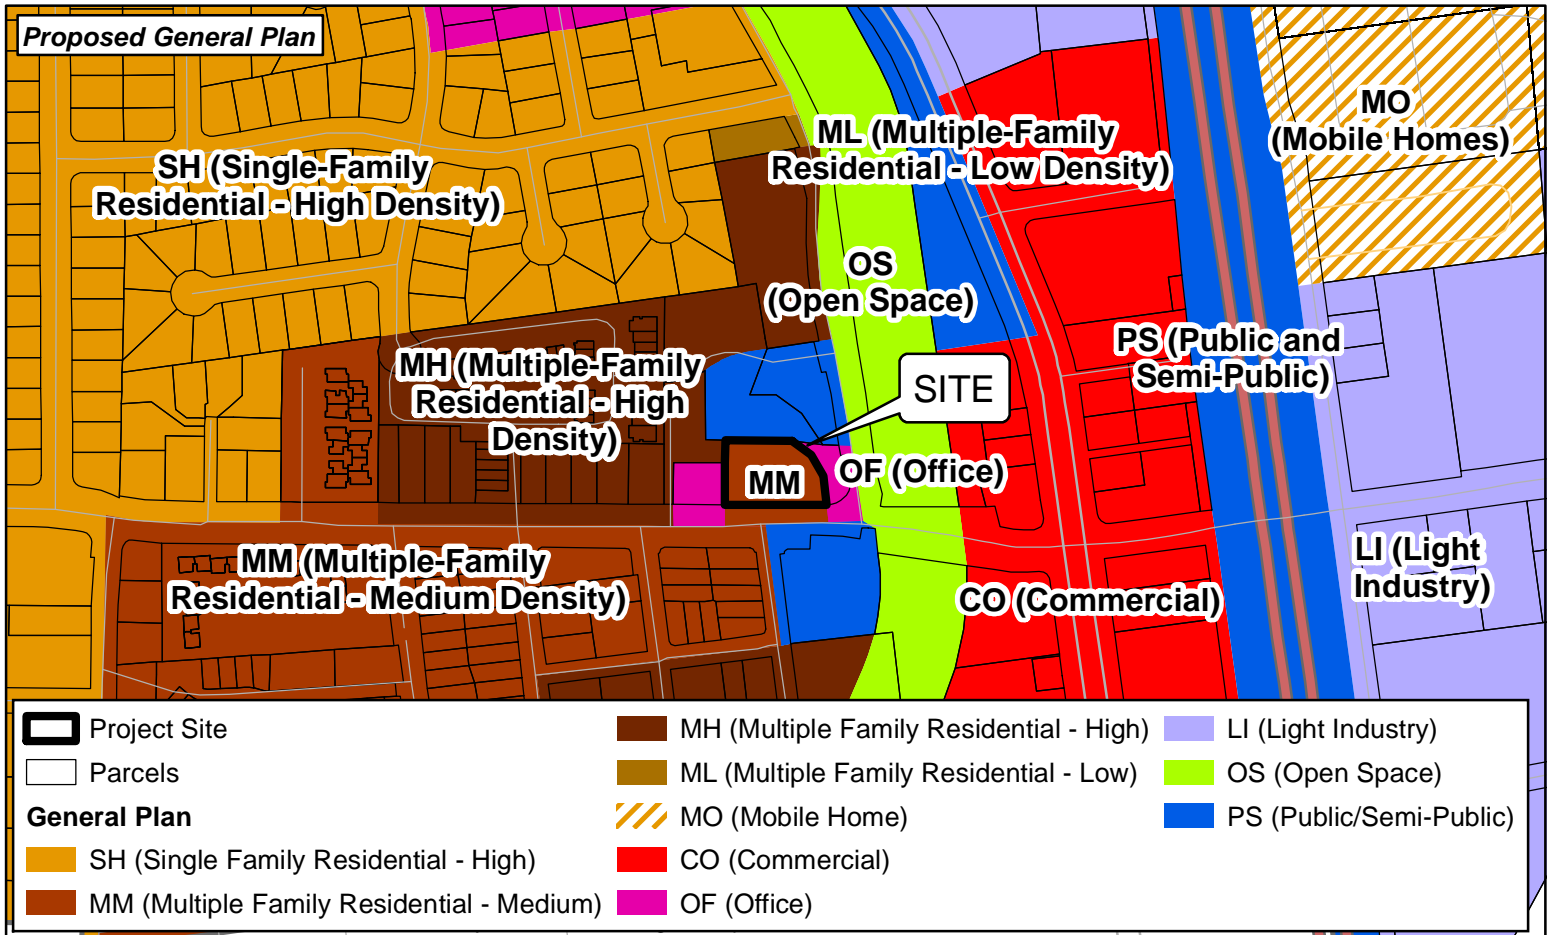 Proposed General Plan
SH (Single-Family
Residential - High Density)
ML (Multiple-Family
Residential - Low Density)
MO
(Mobile Homes)
OS
(Open Space)
MH (Multiple-Family
Residential - High
Density)
PS (Public and
Semi-Public)
SITE
MM
OF (Office)
MM (Multiple-Family
Residential - Medium Density)
CO (Commercial)
LI (Light
Industry)
Project Site
Parcels
General Plan
SH (Single Family Residential - High)
MM (Multiple Family Residential - Medium)
MH (Multiple Family Residential - High)
ML (Multiple Family Residential - Low)
MO (Mobile Home)
CO (Commercial)
OF (Office)
LI (Light Industry)
OS (Open Space)
PS (Public/Semi-Public)